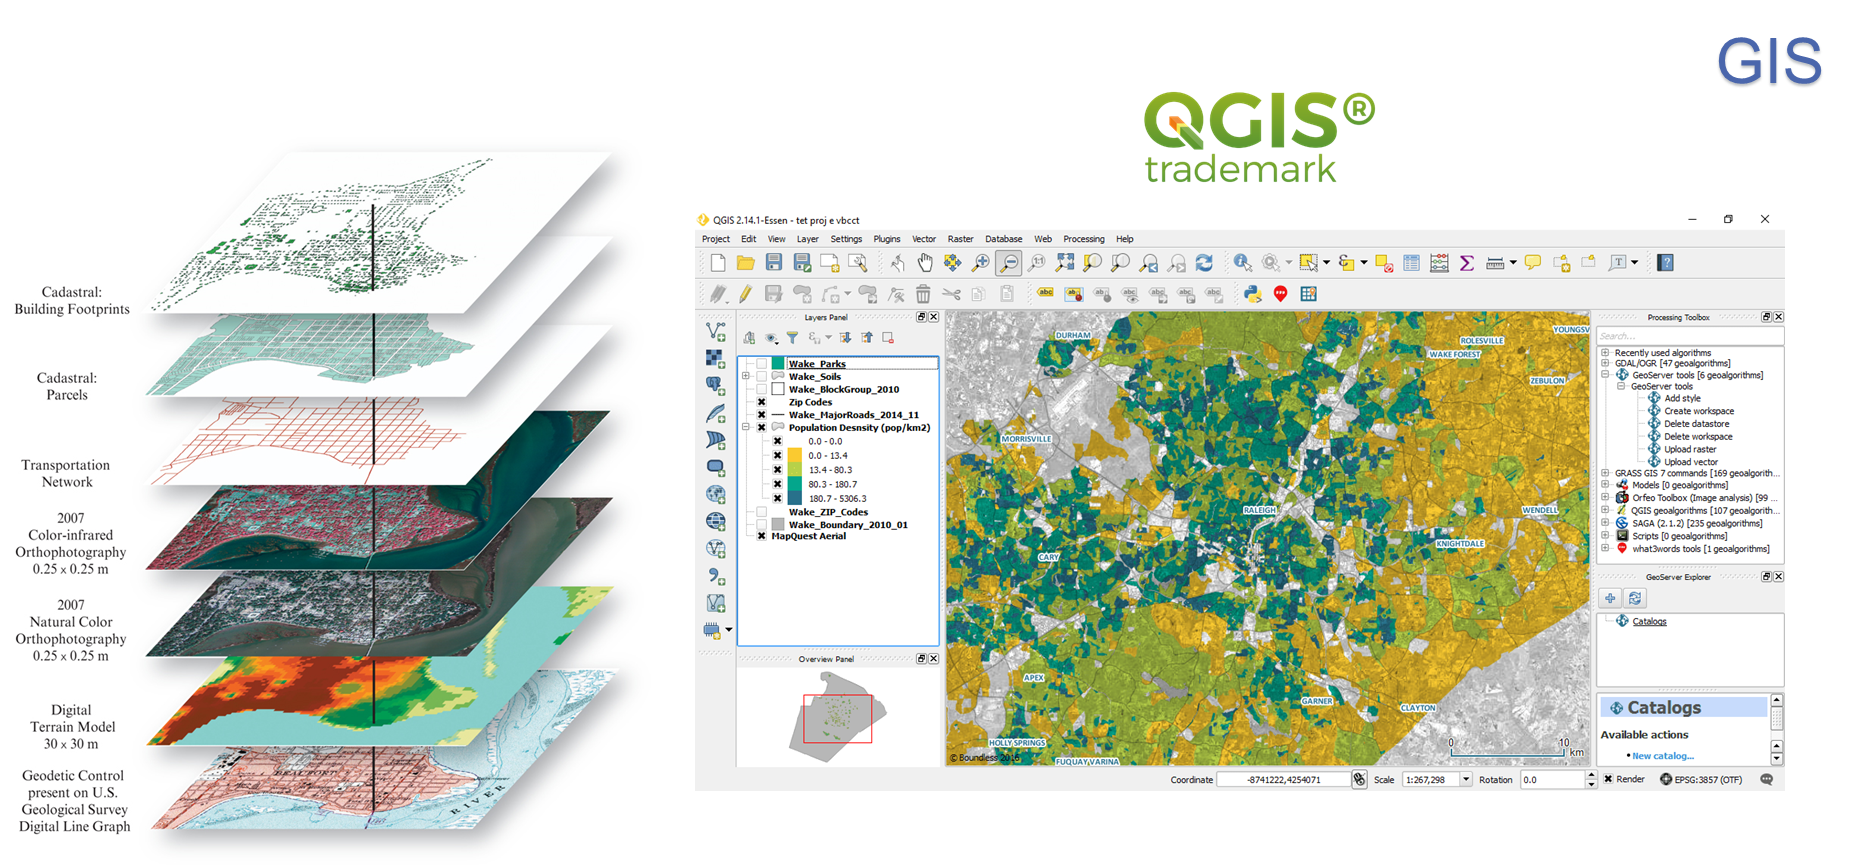 GIS
QGIS®
trademark
Cadastral:
Building Footprints
Cadastral:
Parcels
Transportation
Network
2007
Color-infrared
Orthophotography
0.25 x 0.25 m
2007
Natural Color
Orthophotography
0.25 x 0.25 m
Digital
Terrain Model
30 x 30 m
Geodetic Control
present on U.S.
Geological Survey
Digital Line Graph
BEAUFORT
RIVER
QGIS 2.14.1-Essen - tet proj e vbcct
Project Edit View Layer Settings Plugins Vector Raster Database Web Processing Help
Layers Panel
Wake_Parks
Wake_Soils
Wake_BlockGroup_2010
Zip Codes
Wake_MajorRoads_2014_11
Population Desnsity (pop/km2)
0.0 - 0.0
0.0 - 13.4
13.4 - 80.3
80.3 - 180.7
180.7 - 5306.3
Wake_ZIP_Codes
Wake_Boundary_2010_01
MapQuest Aerial
Overview Panel
DURHAM
YOUNGSV
ROLESVILLE
WAKE FOREST
ZEBULON
MORRISVILLE
RALEIGH
WENDELL
KNIGHTDALE
CARY
APEX
GARNER
CLAYTON
HOLLY SPRINGS
FUQUAY VARINA
0 10
km
© Boundless 2016
Processing Toolbox
Search...
Recently used algorithms
GDAL/OGR [47 geoalgorithms]
GeoServer tools [6 geoalgorithms]
GeoServer tools
Add style
Create workspace
Delete datastore
Delete workspace
Upload raster
Upload vector
GRASS GIS 7 commands [169 geoalgorith...
Models [0 geoalgorithms]
Orfeo Toolbox (Image analysis) [99 ...
QGIS geoalgorithms [107 geoalgorith...
SAGA (2.1.2) [235 geoalgorithms]
Scripts [0 geoalgorithms]
what3words tools [1 geoalgorithms]
GeoServer Explorer
Catalogs
Catalogs
Available actions
New catalog...
Coordinate -8741222,4254071 Scale 1:267,298 Rotation 0.0 Render EPSG:3857 (OTF)